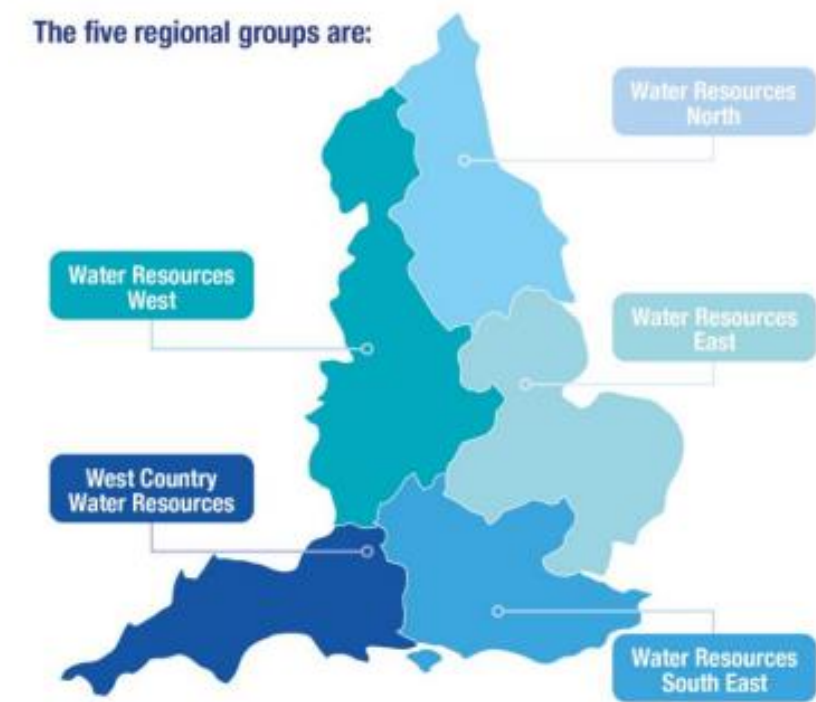 The five regional groups are:
Water Resources
North
Water Resources
West
Water Resources
East
West Country
Water Resources
Water Resources
South East